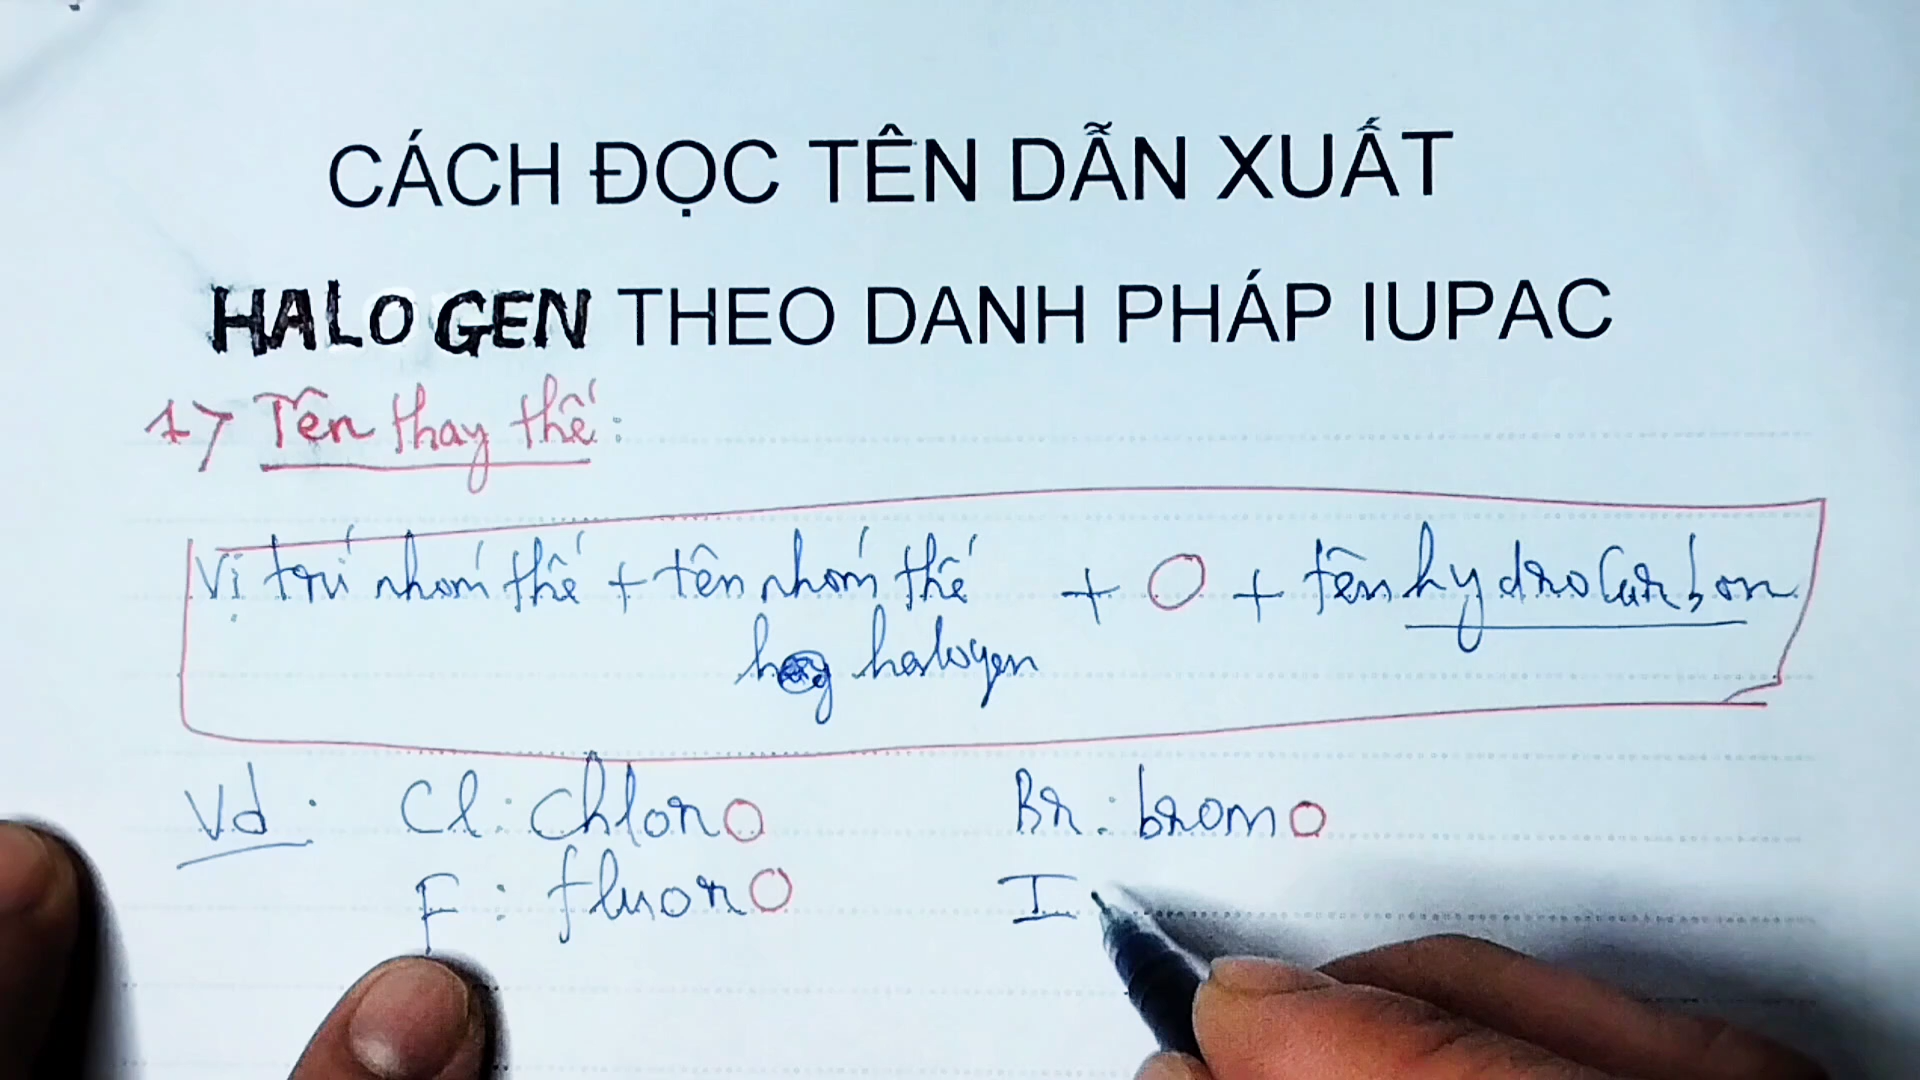 CÁCH ĐỌC TÊN DẪN XUẤT
HALOGEN THEO DANH PHÁP IUPAC
1> Tên thay thế:
Vị trí nhóm thế + tên nhóm thế + O + tên hydrocarbon
hay halogen
Vd: Cl: Chloro Br: bromo
F: fluoro I